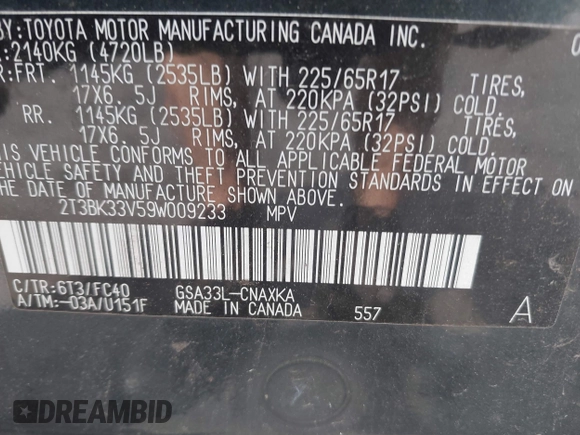 BY:TOYOTA MOTOR MANUFACTURING CANADA INC.
:2140KG (4720LB)
R:FRT. 1145KG (2535LB) WITH 225/65R17 TIRES,
17X6.5J RIMS, AT 220KPA (32PSI) COLD.
RR. 1145KG (2535LB) WITH 225/65R17 TIRES,
17X6.5J RIMS, AT 220KPA (32PSI) COLD.
VEHICLE CONFORMS TO ALL APPLICABLE FEDERAL MOTOR
VEHICLE SAFETY AND THEFT PREVENTION STANDARDS IN EFFECT ON
THE DATE OF MANUFACTURE SHOWN ABOVE.
2T3BK33V59W009233 MPV
C/TR:6T3/FC40 GSA33L-CNAXKA
A/TM:-03A/U151F MADE IN CANADA 557 A
DREAMBID